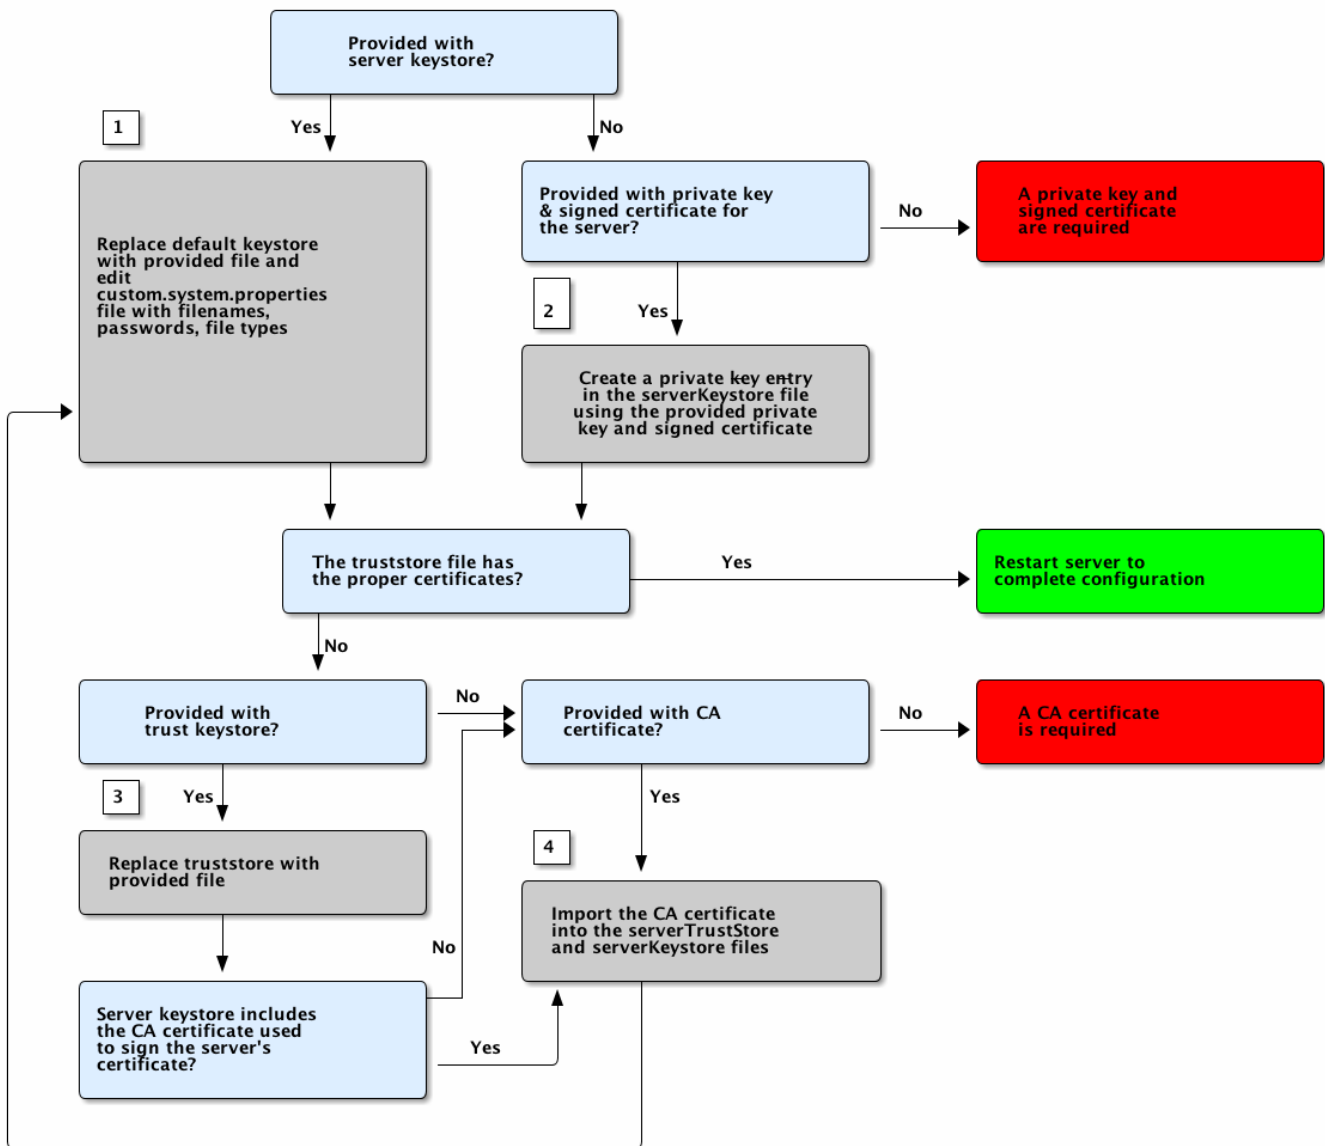 Provided with
server keystore?
1
Yes
No
Replace default keystore
with provided file and
edit
custom.system.properties
file with filenames,
passwords, file types
Provided with private key
& signed certificate for
the server?
No
A private key and
signed certificate
are required
2
Yes
Create a private key entry
in the serverKeystore file
using the provided private
key and signed certificate
The truststore file has
the proper certificates?
Yes
Restart server to
complete configuration
No
Provided with
trust keystore?
No
Provided with CA
certificate?
No
A CA certificate
is required
3
Yes
Yes
Replace truststore with
provided file
4
Import the CA certificate
into the serverTrustStore
and serverKeystore files
No
Server keystore includes
the CA certificate used
to sign the server's
certificate?
Yes